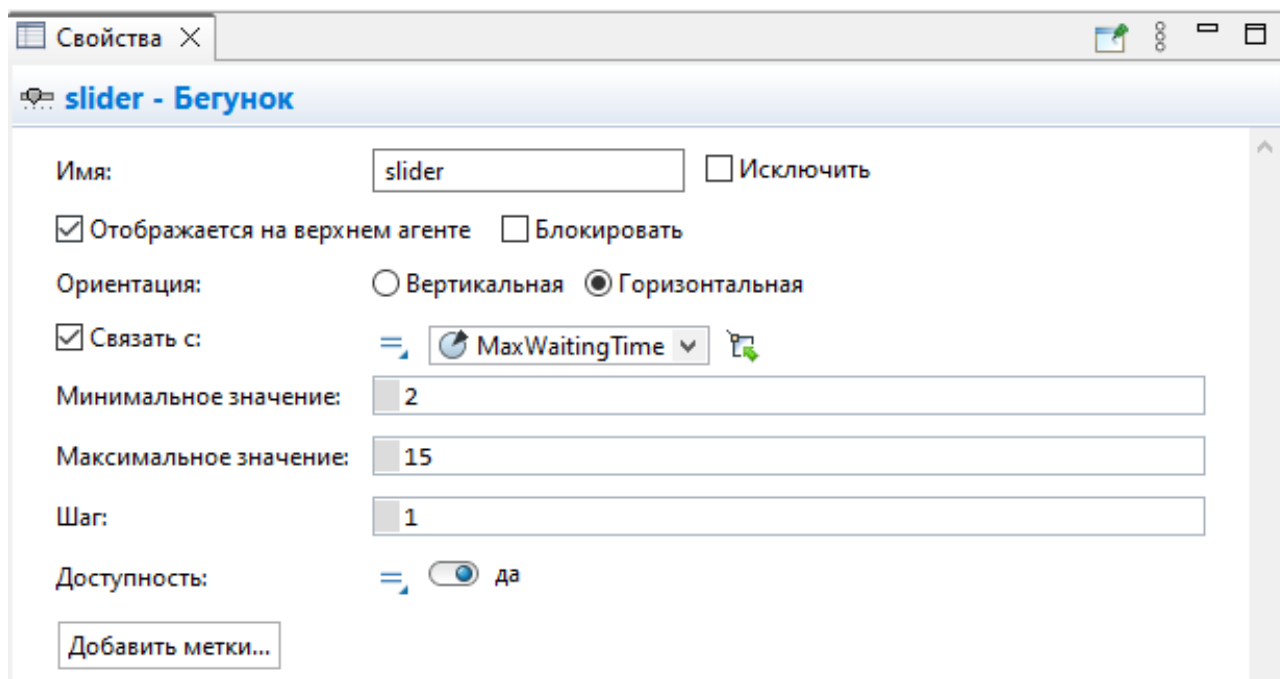 Свойства
slider - Бегунок
Имя: slider Исключить
Отображается на верхнем агенте Блокировать
Ориентация: Вертикальная Горизонтальная
Связать с: MaxWaitingTime
Минимальное значение: 2
Максимальное значение: 15
Шаг: 1
Доступность: да
Добавить метки...